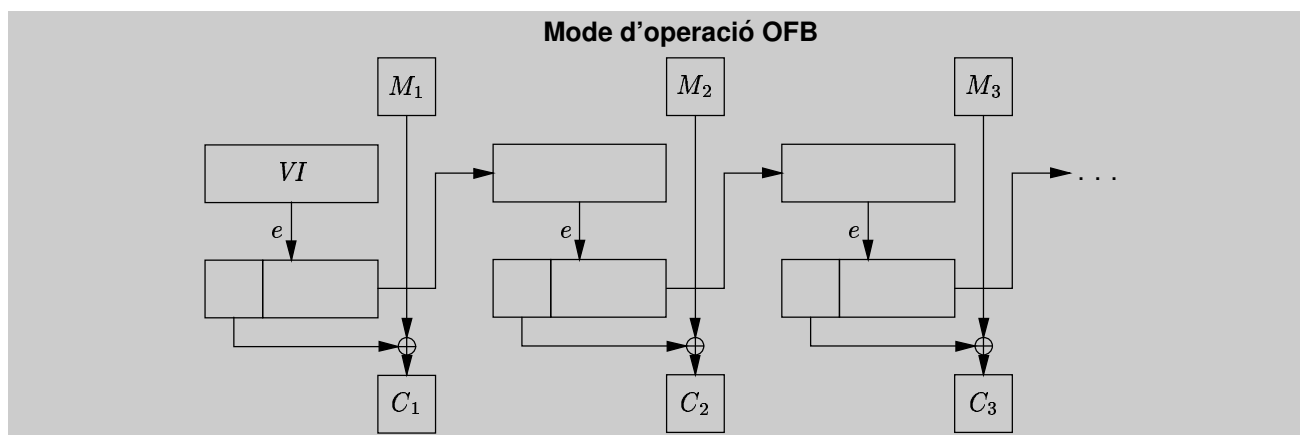 Mode d'operació OFB
M₁ M₂ M₃
VI
. . .
e e e
C₁ C₂ C₃